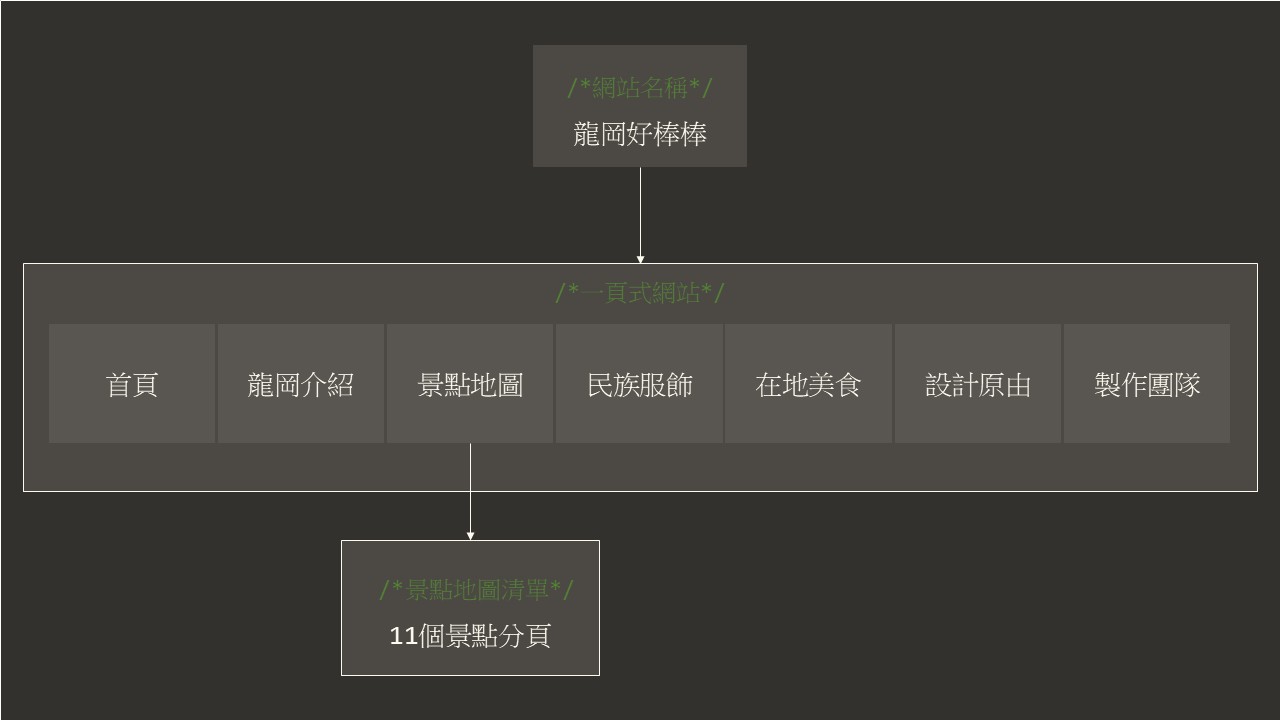 /*網站名稱*/
龍岡好棒棒
/*一頁式網站*/
首頁
龍岡介紹
景點地圖
民族服飾
在地美食
設計原由
製作團隊
/*景點地圖清單*/
11個景點分頁